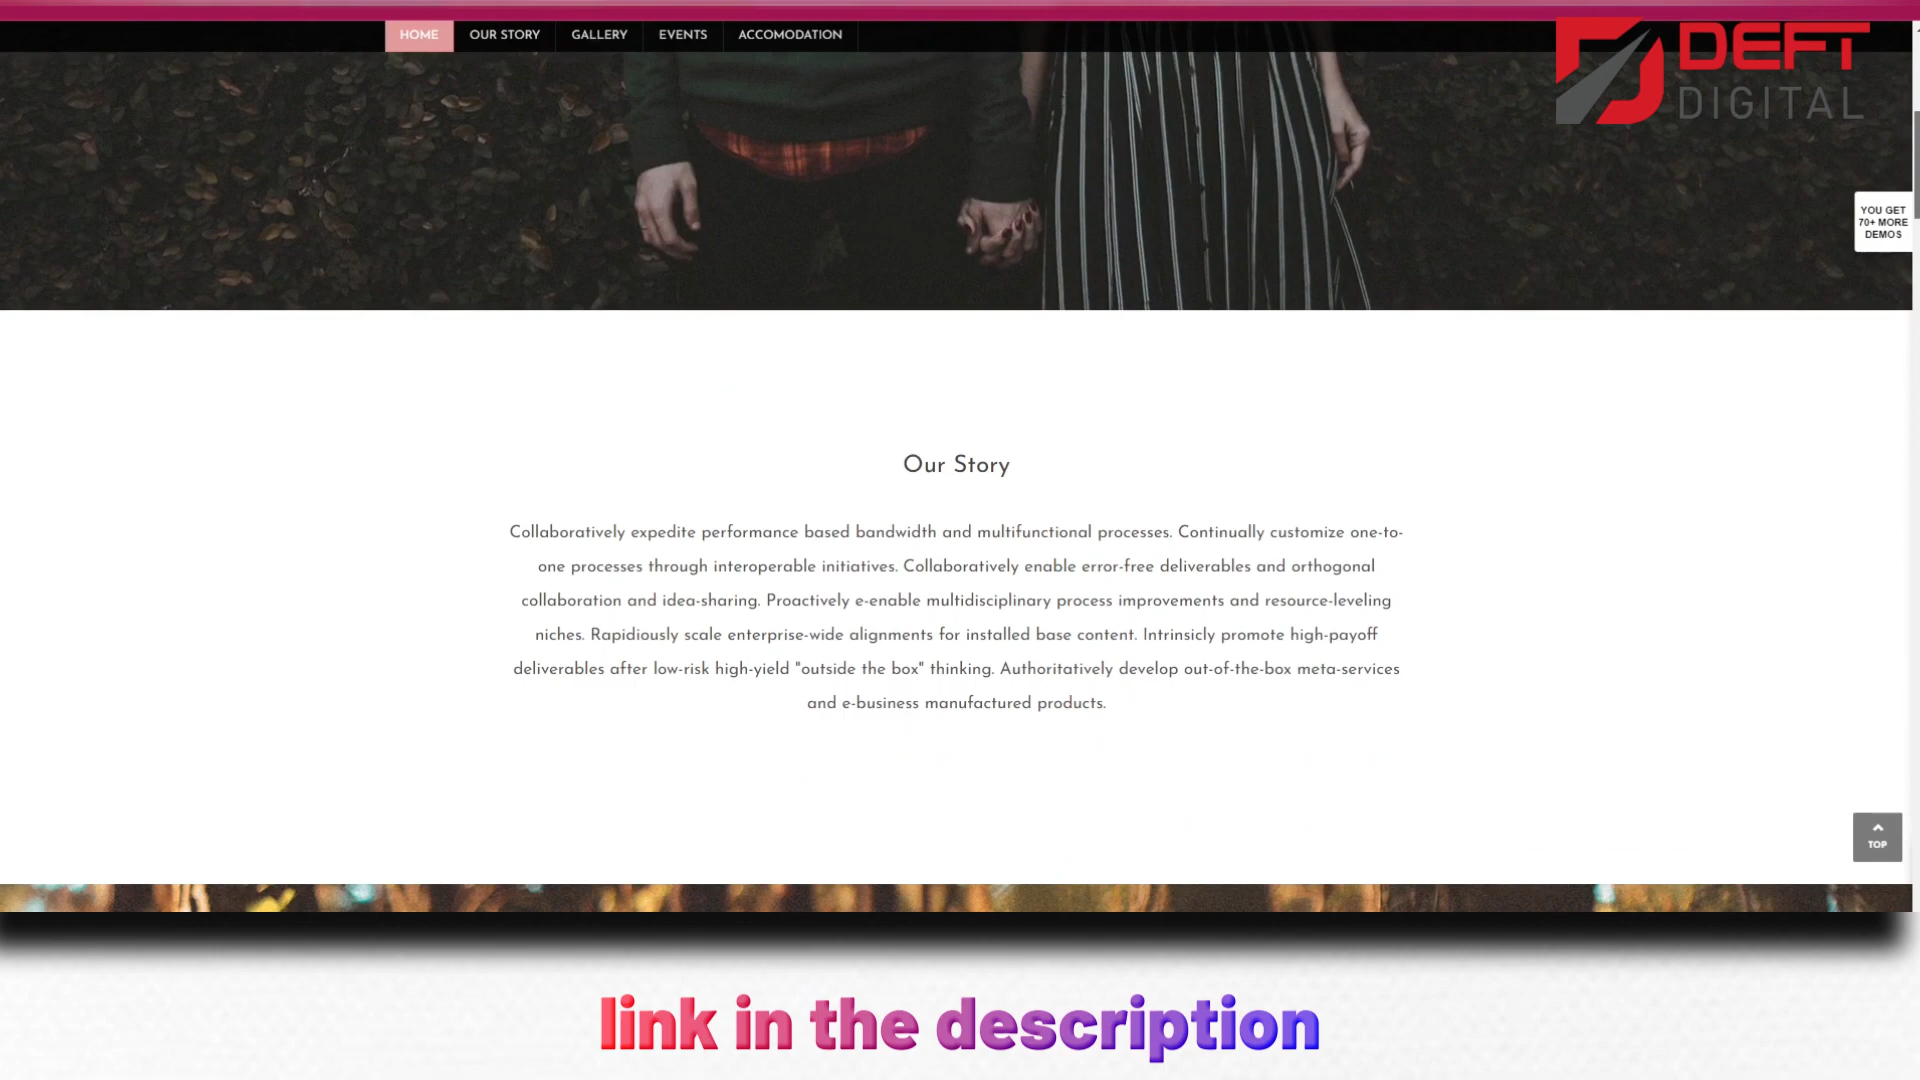 HOME OUR STORY GALLERY EVENTS ACCOMODATION
DEFT
DIGITAL
YOU GET
70+ MORE
DEMOS
Our Story
Collaboratively expedite performance based bandwidth and multifunctional processes. Continually customize one-to-
one processes through interoperable initiatives. Collaboratively enable error-free deliverables and orthogonal
collaboration and idea-sharing. Proactively e-enable multidisciplinary process improvements and resource-leveling
niches. Rapidiously scale enterprise-wide alignments for installed base content. Intrinsicly promote high-payoff
deliverables after low-risk high-yield "outside the box" thinking. Authoritatively develop out-of-the-box meta-services
and e-business manufactured products.
TOP
link in the description